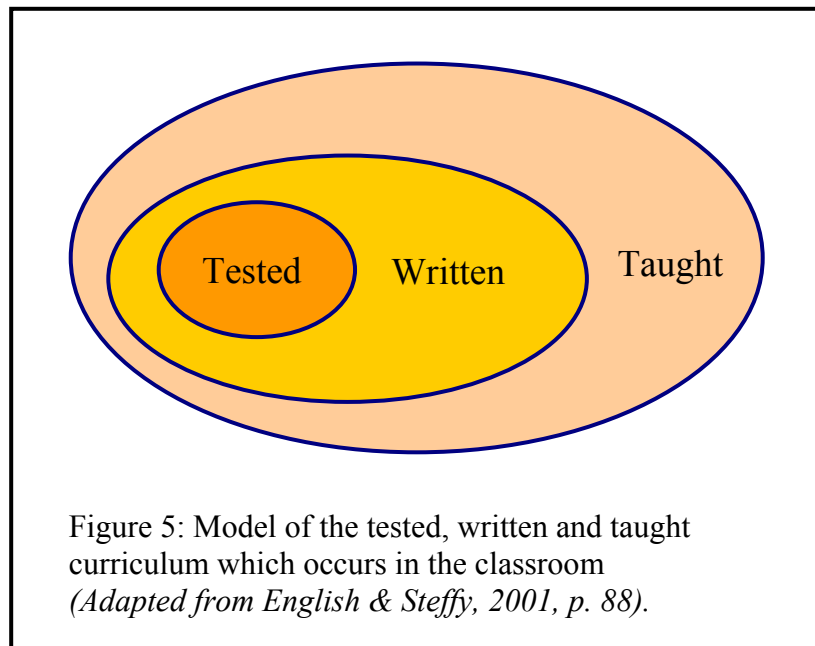 Tested
Written
Taught
Figure 5: Model of the tested, written and taught
curriculum which occurs in the classroom
(Adapted from English & Steffy, 2001, p. 88).